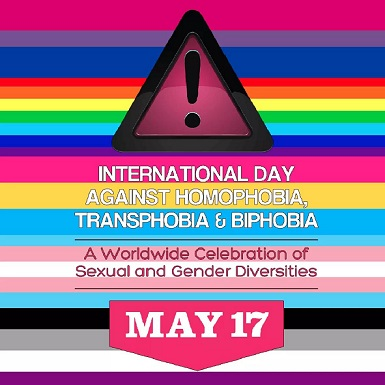 !
INTERNATIONAL DAY
AGAINST HOMOPHOBIA,
TRANSPHOBIA & BIPHOBIA
A Worldwide Celebration of
Sexual and Gender Diversities
MAY 17